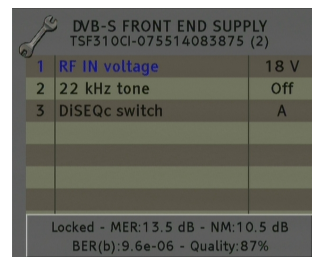 DVB-S FRONT END SUPPLY
TSF310CI-075514083875 (2)
1 RF IN voltage 18 V
2 22 kHz tone Off
3 DiSEQc switch A
Locked - MER:13.5 dB - NM:10.5 dB
BER(b):9.6e-06 - Quality:87%